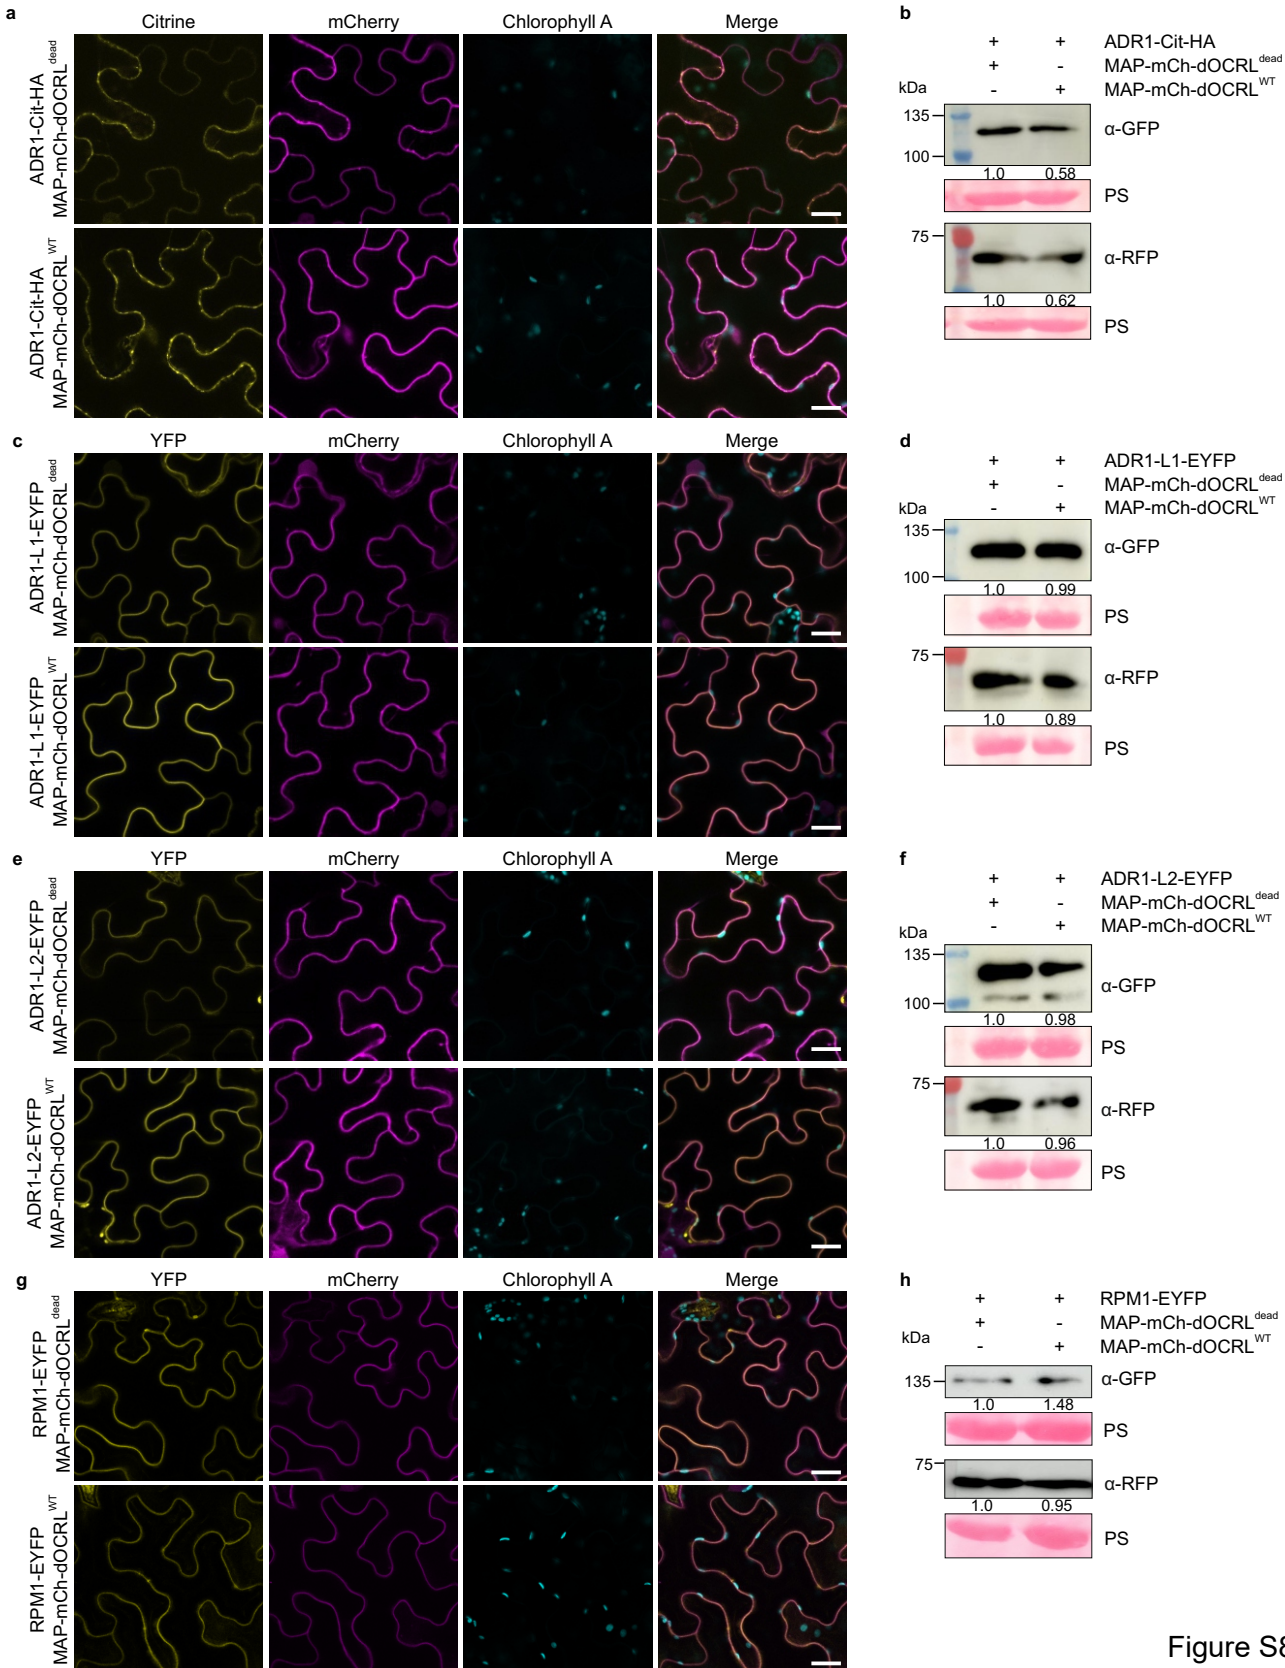 a
Citrine mCherry Chlorophyll A Merge
ADR1-Cit-HA
MAP-mCh-dOCRL^dead
ADR1-Cit-HA
MAP-mCh-dOCRL^WT
b
+ + ADR1-Cit-HA
+ - MAP-mCh-dOCRL^dead
- + MAP-mCh-dOCRL^WT
kDa
135
100
α-GFP
1.0 0.58
PS
75
α-RFP
1.0 0.62
PS
c
YFP mCherry Chlorophyll A Merge
ADR1-L1-EYFP
MAP-mCh-dOCRL^dead
ADR1-L1-EYFP
MAP-mCh-dOCRL^WT
d
+ + ADR1-L1-EYFP
+ - MAP-mCh-dOCRL^dead
- + MAP-mCh-dOCRL^WT
kDa
135
100
α-GFP
1.0 0.99
PS
75
α-RFP
1.0 0.89
PS
e
YFP mCherry Chlorophyll A Merge
ADR1-L2-EYFP
MAP-mCh-dOCRL^dead
ADR1-L2-EYFP
MAP-mCh-dOCRL^WT
f
+ + ADR1-L2-EYFP
+ - MAP-mCh-dOCRL^dead
- + MAP-mCh-dOCRL^WT
kDa
135
100
α-GFP
1.0 0.98
PS
75
α-RFP
1.0 0.96
PS
g
YFP mCherry Chlorophyll A Merge
RPM1-EYFP
MAP-mCh-dOCRL^dead
RPM1-EYFP
MAP-mCh-dOCRL^WT
h
+ + RPM1-EYFP
+ - MAP-mCh-dOCRL^dead
- + MAP-mCh-dOCRL^WT
kDa
135
α-GFP
1.0 1.48
PS
75
α-RFP
1.0 0.95
PS
Figure S8